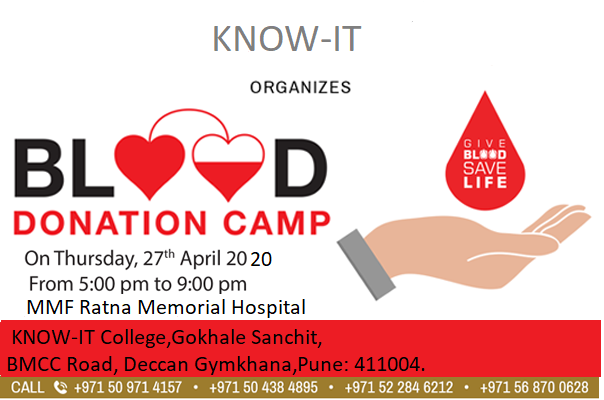 KNOW-IT
ORGANIZES
BLOOD
DONATION CAMP
GIVE
BLOOD
SAVE
LIFE
On Thursday, 27th April 2020
From 5:00 pm to 9:00 pm
MMF Ratna Memorial Hospital
KNOW-IT College,Gokhale Sanchit,
BMCC Road, Deccan Gymkhana,Pune: 411004.
CALL +971 50 971 4157 • +971 50 438 4895 • +971 52 284 6212 • +971 56 870 0628